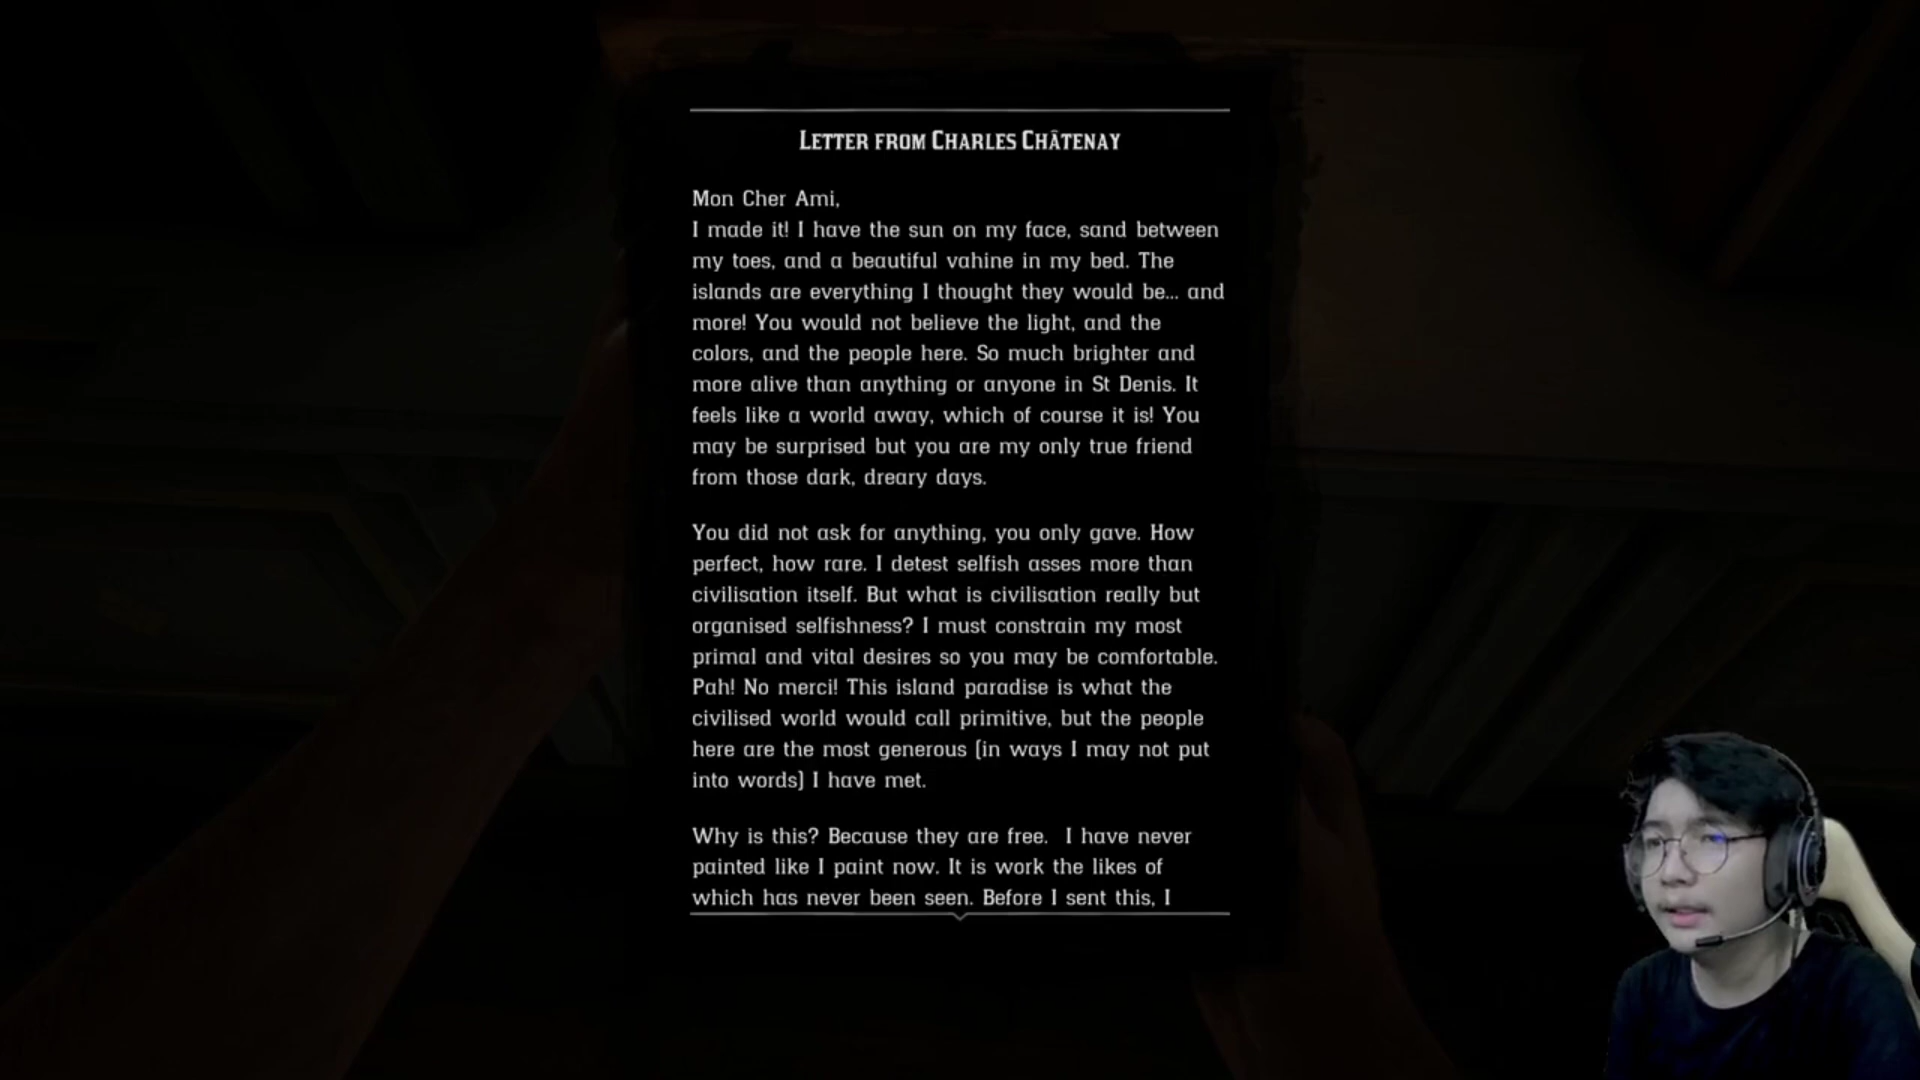 LETTER FROM CHARLES CHÂTENAY
Mon Cher Ami,
I made it! I have the sun on my face, sand between
my toes, and a beautiful vahine in my bed. The
islands are everything I thought they would be... and
more! You would not believe the light, and the
colors, and the people here. So much brighter and
more alive than anything or anyone in St Denis. It
feels like a world away, which of course it is! You
may be surprised but you are my only true friend
from those dark, dreary days.
You did not ask for anything, you only gave. How
perfect, how rare. I detest selfish asses more than
civilisation itself. But what is civilisation really but
organised selfishness? I must constrain my most
primal and vital desires so you may be comfortable.
Pah! No merci! This island paradise is what the
civilised world would call primitive, but the people
here are the most generous (in ways I may not put
into words) I have met.
Why is this? Because they are free.  I have never
painted like I paint now. It is work the likes of
which has never been seen. Before I sent this, I